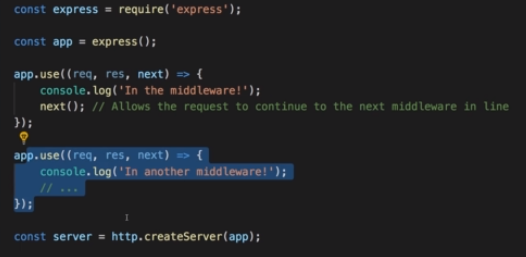 const express = require('express');
const app = express();
app.use((req, res, next) => {
console.log('In the middleware!');
next(); // Allows the request to continue to the next middleware in line
});
app.use((req, res, next) => {
console.log('In another middleware!');
// ...
});
const server = http.createServer(app);